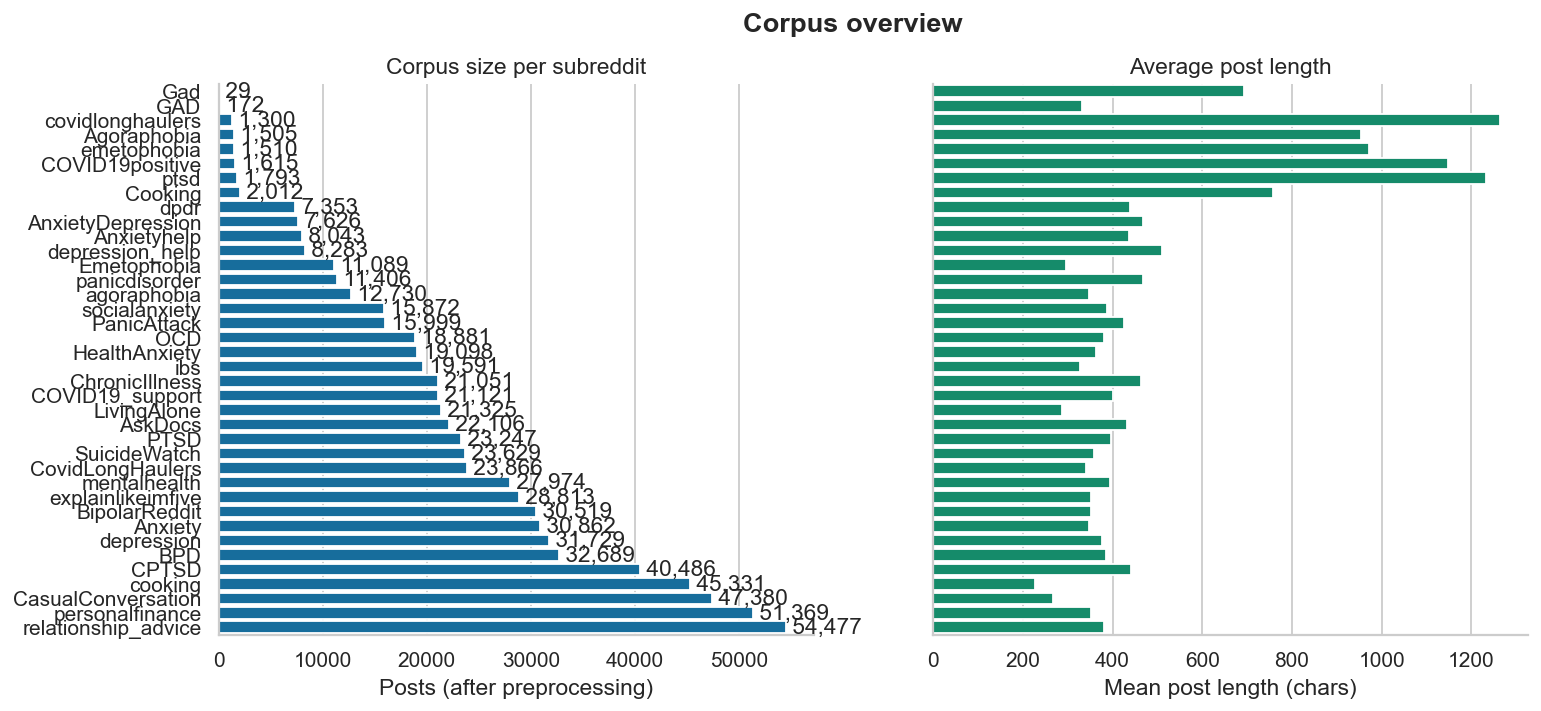 Corpus overview
Corpus size per subreddit
Average post length
Gad 29
GAD 172
covidlonghaulers 1,300
Agoraphobia 1,505
emetophobia 1,510
COVID19positive 1,615
ptsd 1,793
Cooking 2,012
dpdr 7,353
AnxietyDepression 7,626
Anxietyhelp 8,043
depression_help 8,283
Emetophobia 11,089
panicdisorder 11,406
agoraphobia 12,730
socialanxiety 15,872
PanicAttack 15,999
OCD 18,881
HealthAnxiety 19,098
ibs 19,591
ChronicIllness 21,051
COVID19_support 21,121
LivingAlone 21,325
AskDocs 22,106
PTSD 23,247
SuicideWatch 23,629
CovidLongHaulers 23,866
mentalhealth 27,974
explainlikeimfive 28,813
BipolarReddit 30,519
Anxiety 30,862
depression 31,729
BPD 32,689
CPTSD 40,486
cooking 45,331
CasualConversation 47,380
personalfinance 51,369
relationship_advice 54,477
0 10000 20000 30000 40000 50000
Posts (after preprocessing)
0 200 400 600 800 1000 1200
Mean post length (chars)